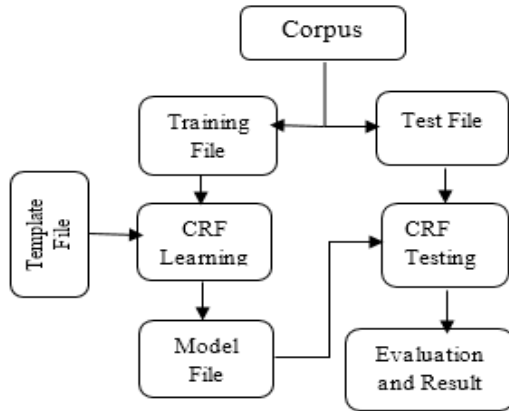 Corpus
Training
File
Test File
Template
File
CRF
Learning
CRF
Testing
Model
File
Evaluation
and Result